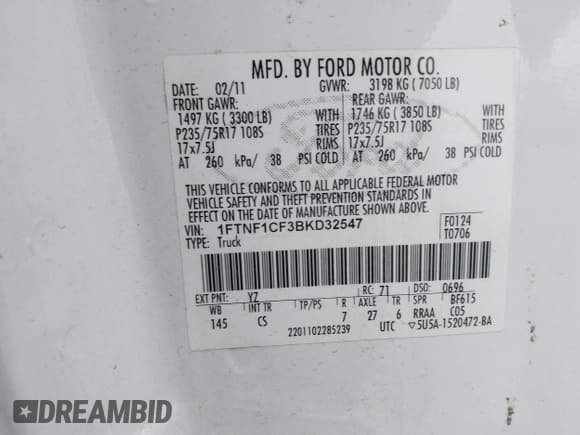 MFD. BY FORD MOTOR CO.
DATE: 02/11 GVWR: 3198 KG ( 7050 LB)
FRONT GAWR: REAR GAWR:
1497 KG ( 3300 LB) WITH 1746 KG ( 3850 LB) WITH
P235/75R17 108S TIRES P235/75R17 108S TIRES
17x7.5J RIMS 17x7.5J RIMS
AT 260 kPa/ 38 PSI COLD AT 260 kPa/ 38 PSI COLD
THIS VEHICLE CONFORMS TO ALL APPLICABLE FEDERAL MOTOR
VEHICLE SAFETY AND THEFT PREVENTION STANDARDS IN
EFFECT ON THE DATE OF MANUFACTURE SHOWN ABOVE.
VIN: 1FTNF1CF3BKD32547 F0124
TYPE: Truck T0706
EXT PNT: YZ RC: 71 DSO: 0696
WB INTR TR TP/PS R AXLE TR SPR BF615
145 CS 7 27 6 RRAA C05
2201102285239 UTC ▽5U5A-1520472-BA
DREAMBID